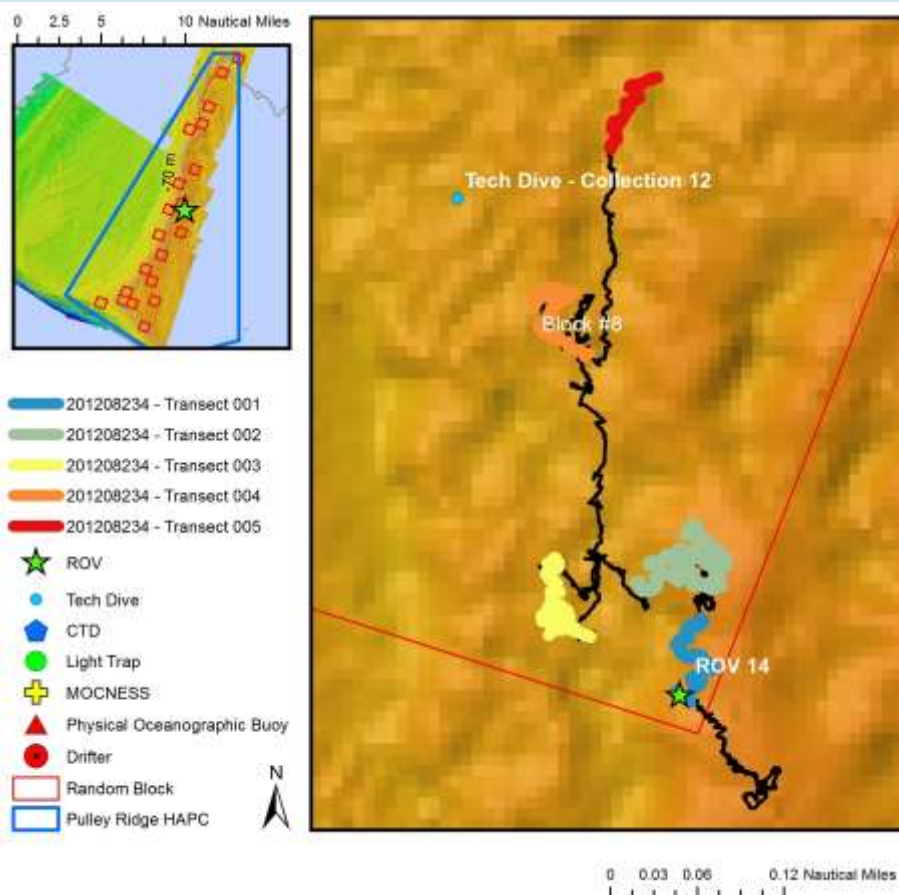 0 2.5 5 10 Nautical Miles
-70 m
201208234 - Transect 001
201208234 - Transect 002
201208234 - Transect 003
201208234 - Transect 004
201208234 - Transect 005
ROV
Tech Dive
CTD
Light Trap
MOCNESS
Physical Oceanographic Buoy
Drifter
Random Block
Pulley Ridge HAPC
N
Tech Dive - Collection 12
Block #8
ROV 14
0 0.03 0.06 0.12 Nautical Miles